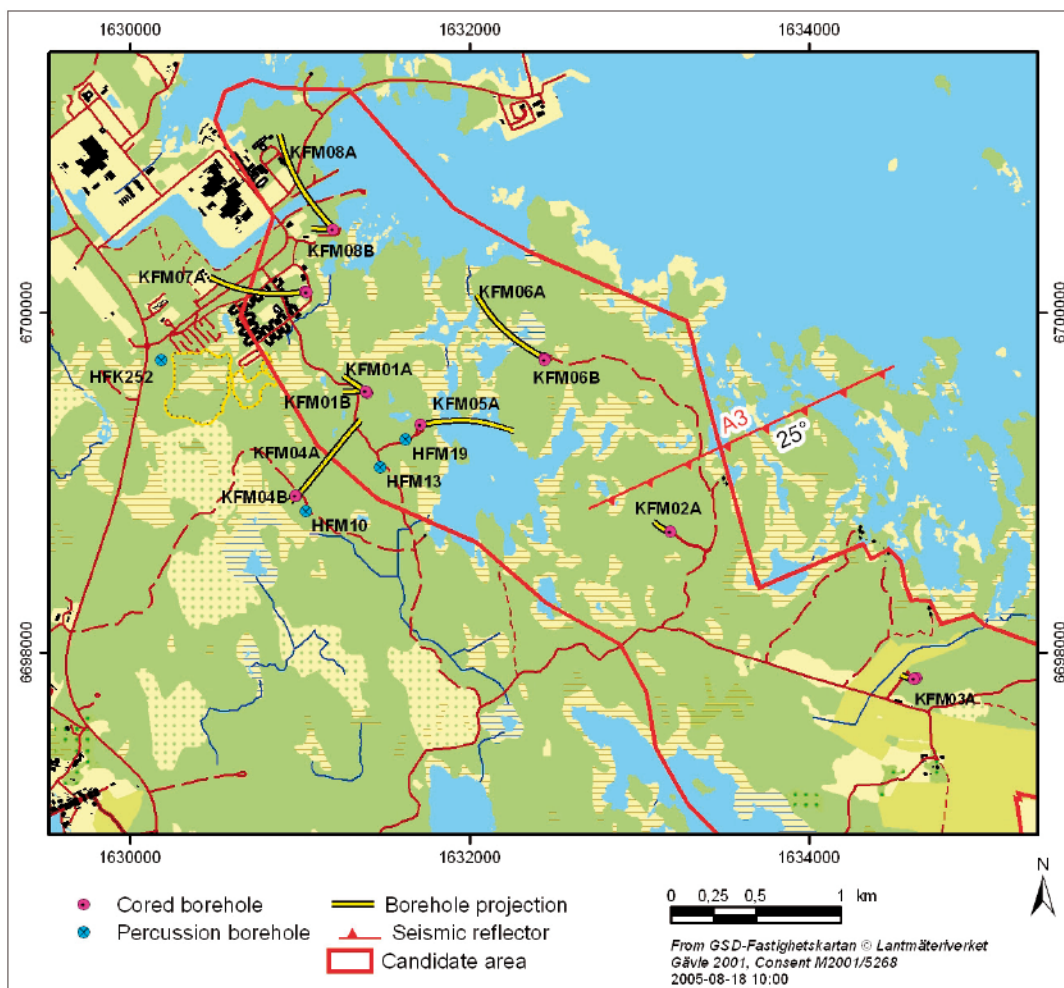 1630000 1632000 1634000
KFM08A
KFM08B
KFM07A
KFM06A
6700000 6700000
KFM06B
HFK252
KFM01A
KFM01B
KFM05A
A3
25°
KFM04A
HFM19
HFM13
KFM04B
HFM10
KFM02A
6698000 6698000
KFM03A
1630000 1632000 1634000
Cored borehole
Percussion borehole
Borehole projection
Seismic reflector
Candidate area
0 0,25 0,5 1 km
N
From GSD-Fastighetskartan © Lantmäteriverket
Gävle 2001, Consent M2001/5268
2005-08-18 10:00